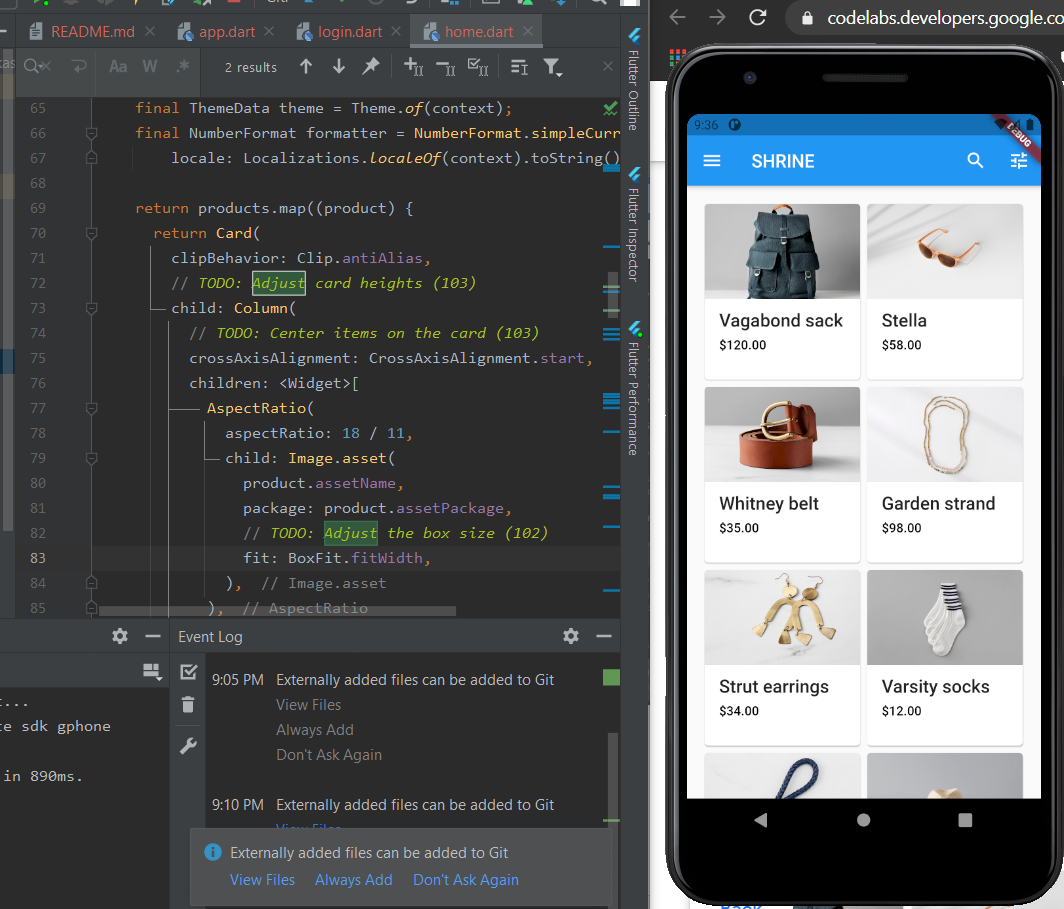 README.md
app.dart
login.dart
home.dart
codelabs.developers.google.co
Aa W .*
2 results
65 final ThemeData theme = Theme.of(context);
66 final NumberFormat formatter = NumberFormat.simpleCurr
67 locale: Localizations.localeOf(context).toString()
68
69 return products.map((product) {
70 return Card(
71 clipBehavior: Clip.antiAlias,
72 // TODO: Adjust card heights (103)
73 child: Column(
74 // TODO: Center items on the card (103)
75 crossAxisAlignment: CrossAxisAlignment.start,
76 children: <Widget>[
77 AspectRatio(
78 aspectRatio: 18 / 11,
79 child: Image.asset(
80 product.assetName,
81 package: product.assetPackage,
82 // TODO: Adjust the box size (102)
83 fit: BoxFit.fitWidth,
84 ), // Image.asset
85 ), // AspectRatio
Flutter Outline
Flutter Inspector
Flutter Performance
Event Log
9:05 PM Externally added files can be added to Git
View Files
Always Add
Don't Ask Again
9:10 PM Externally added files can be added to Git
View Files
Externally added files can be added to Git
View Files Always Add Don't Ask Again
t...
te sdk gphone
in 890ms.
9:36
DEBUG
SHRINE
Vagabond sack
$120.00
Stella
$58.00
Whitney belt
$35.00
Garden strand
$98.00
Strut earrings
$34.00
Varsity socks
$12.00